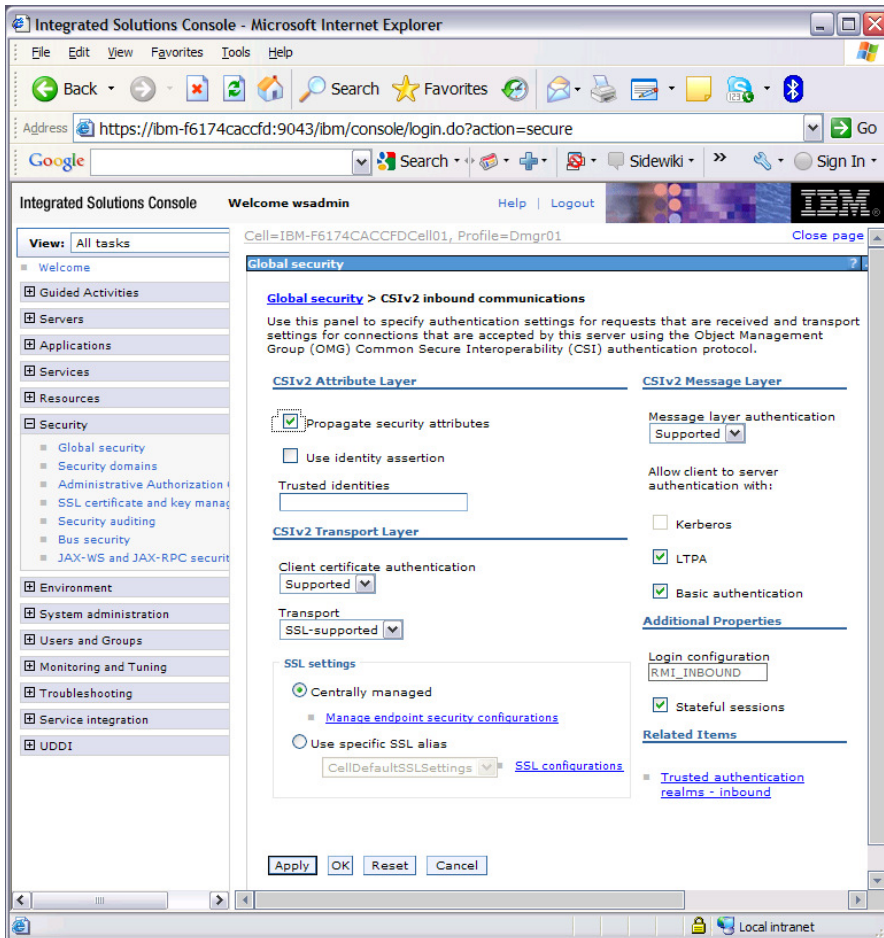 Integrated Solutions Console - Microsoft Internet Explorer
File Edit View Favorites Tools Help
Back Search Favorites
Address https://ibm-f6174caccfd:9043/ibm/console/login.do?action=secure Go
Google Search Sidewiki Sign In
Integrated Solutions Console Welcome wsadmin Help | Logout IBM.
View: All tasks
Welcome
Guided Activities
Servers
Applications
Services
Resources
Security
Global security
Security domains
Administrative Authorization
SSL certificate and key manag
Security auditing
Bus security
JAX-WS and JAX-RPC securit
Environment
System administration
Users and Groups
Monitoring and Tuning
Troubleshooting
Service integration
UDDI
Cell=IBM-F6174CACCFDCell01, Profile=Dmgr01 Close page
Global security ?
Global security > CSIv2 inbound communications
Use this panel to specify authentication settings for requests that are received and transport
settings for connections that are accepted by this server using the Object Management
Group (OMG) Common Secure Interoperability (CSI) authentication protocol.
CSIv2 Attribute Layer
Propagate security attributes
Use identity assertion
Trusted identities
CSIv2 Transport Layer
Client certificate authentication
Supported
Transport
SSL-supported
SSL settings
Centrally managed
Manage endpoint security configurations
Use specific SSL alias
CellDefaultSSLSettings SSL configurations
CSIv2 Message Layer
Message layer authentication
Supported
Allow client to server
authentication with:
Kerberos
LTPA
Basic authentication
Additional Properties
Login configuration
RMI_INBOUND
Stateful sessions
Related Items
Trusted authentication
realms - inbound
Apply OK Reset Cancel
Local intranet